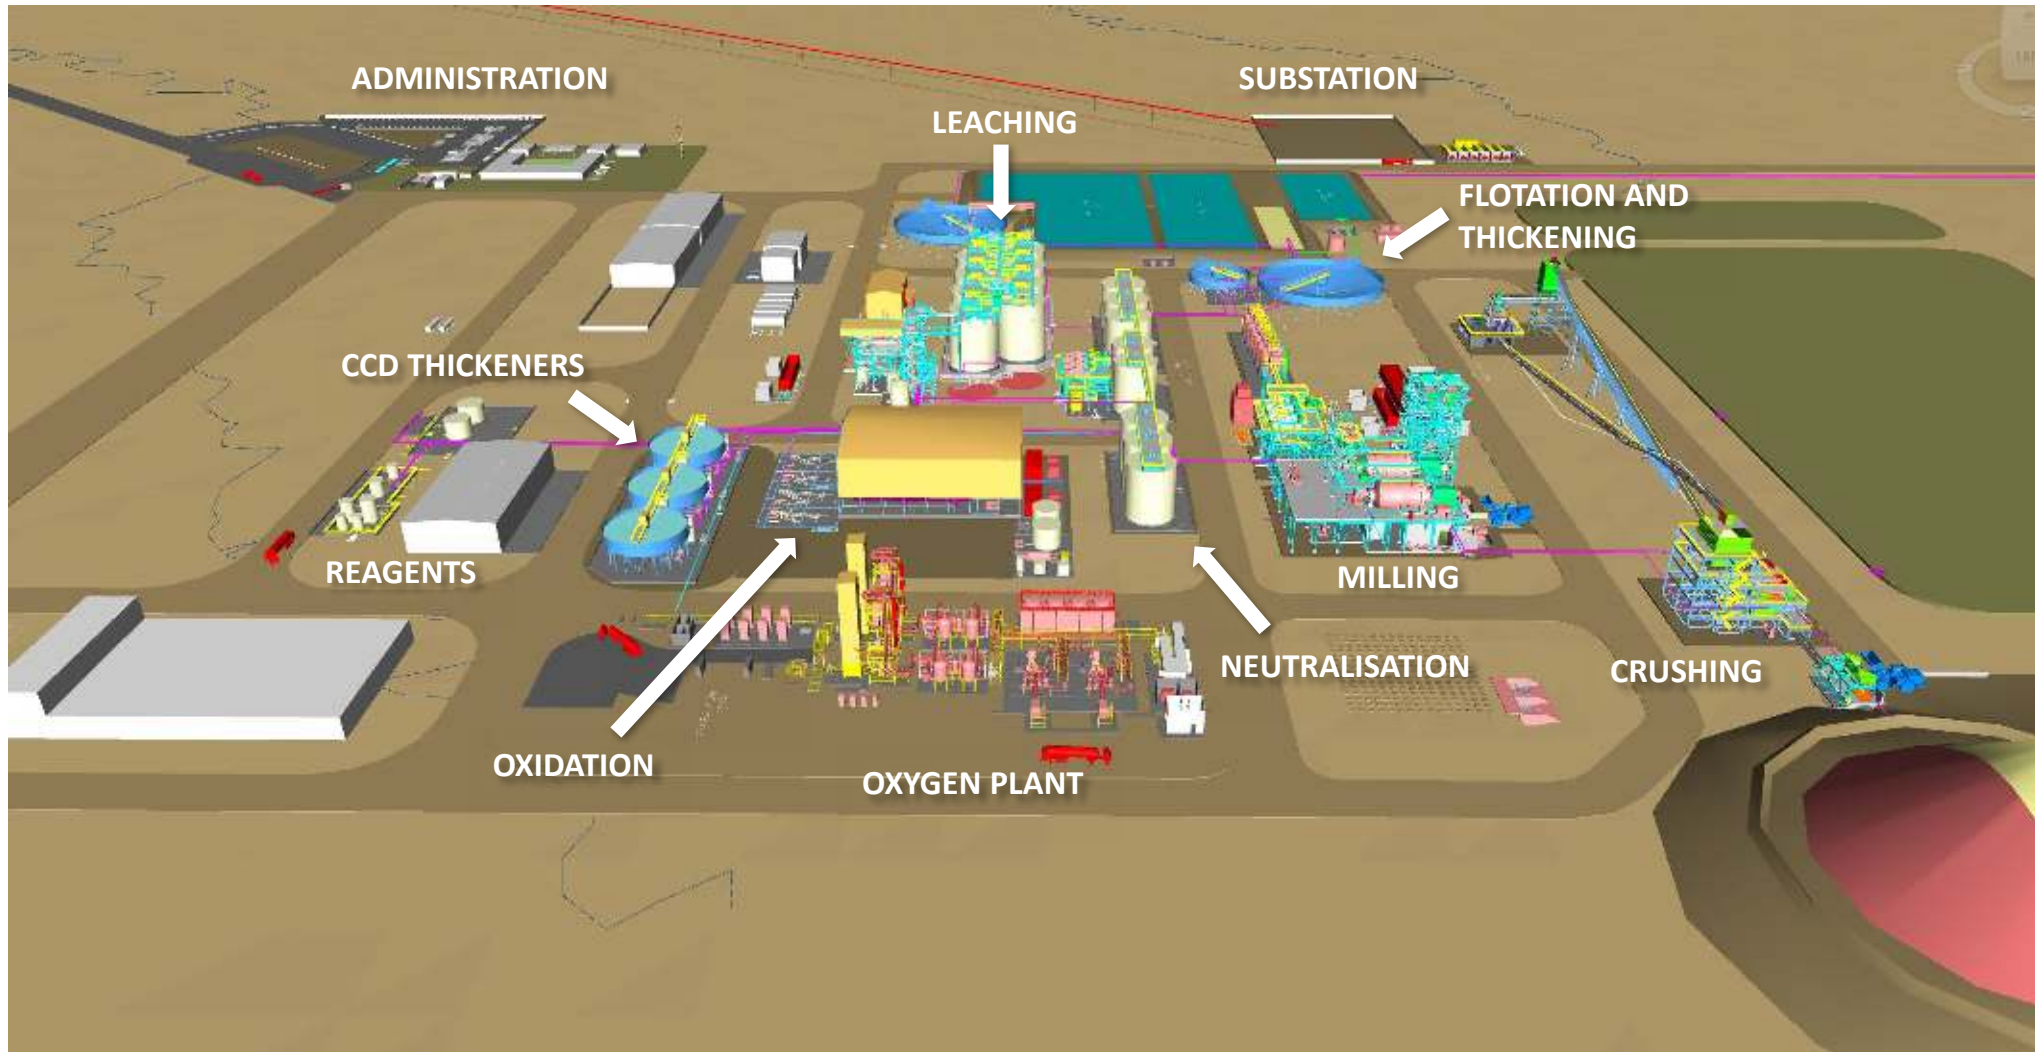 ADMINISTRATION
SUBSTATION
LEACHING
FLOTATION AND
THICKENING
CCD THICKENERS
REAGENTS
MILLING
NEUTRALISATION
CRUSHING
OXIDATION
OXYGEN PLANT